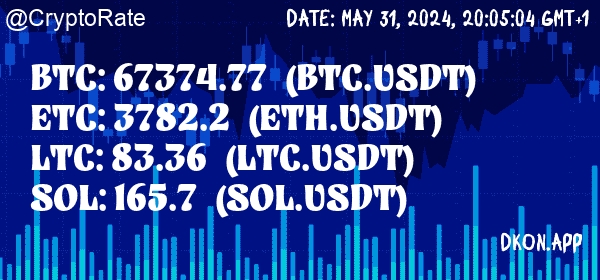 @CryptoRate
DATE: MAY 31, 2024, 20:05:04 GMT+1
BTC: 67374.77 (BTC.USDT)
ETC: 3782.2 (ETH.USDT)
LTC: 83.36 (LTC.USDT)
SOL: 165.7 (SOL.USDT)
DKON.APP